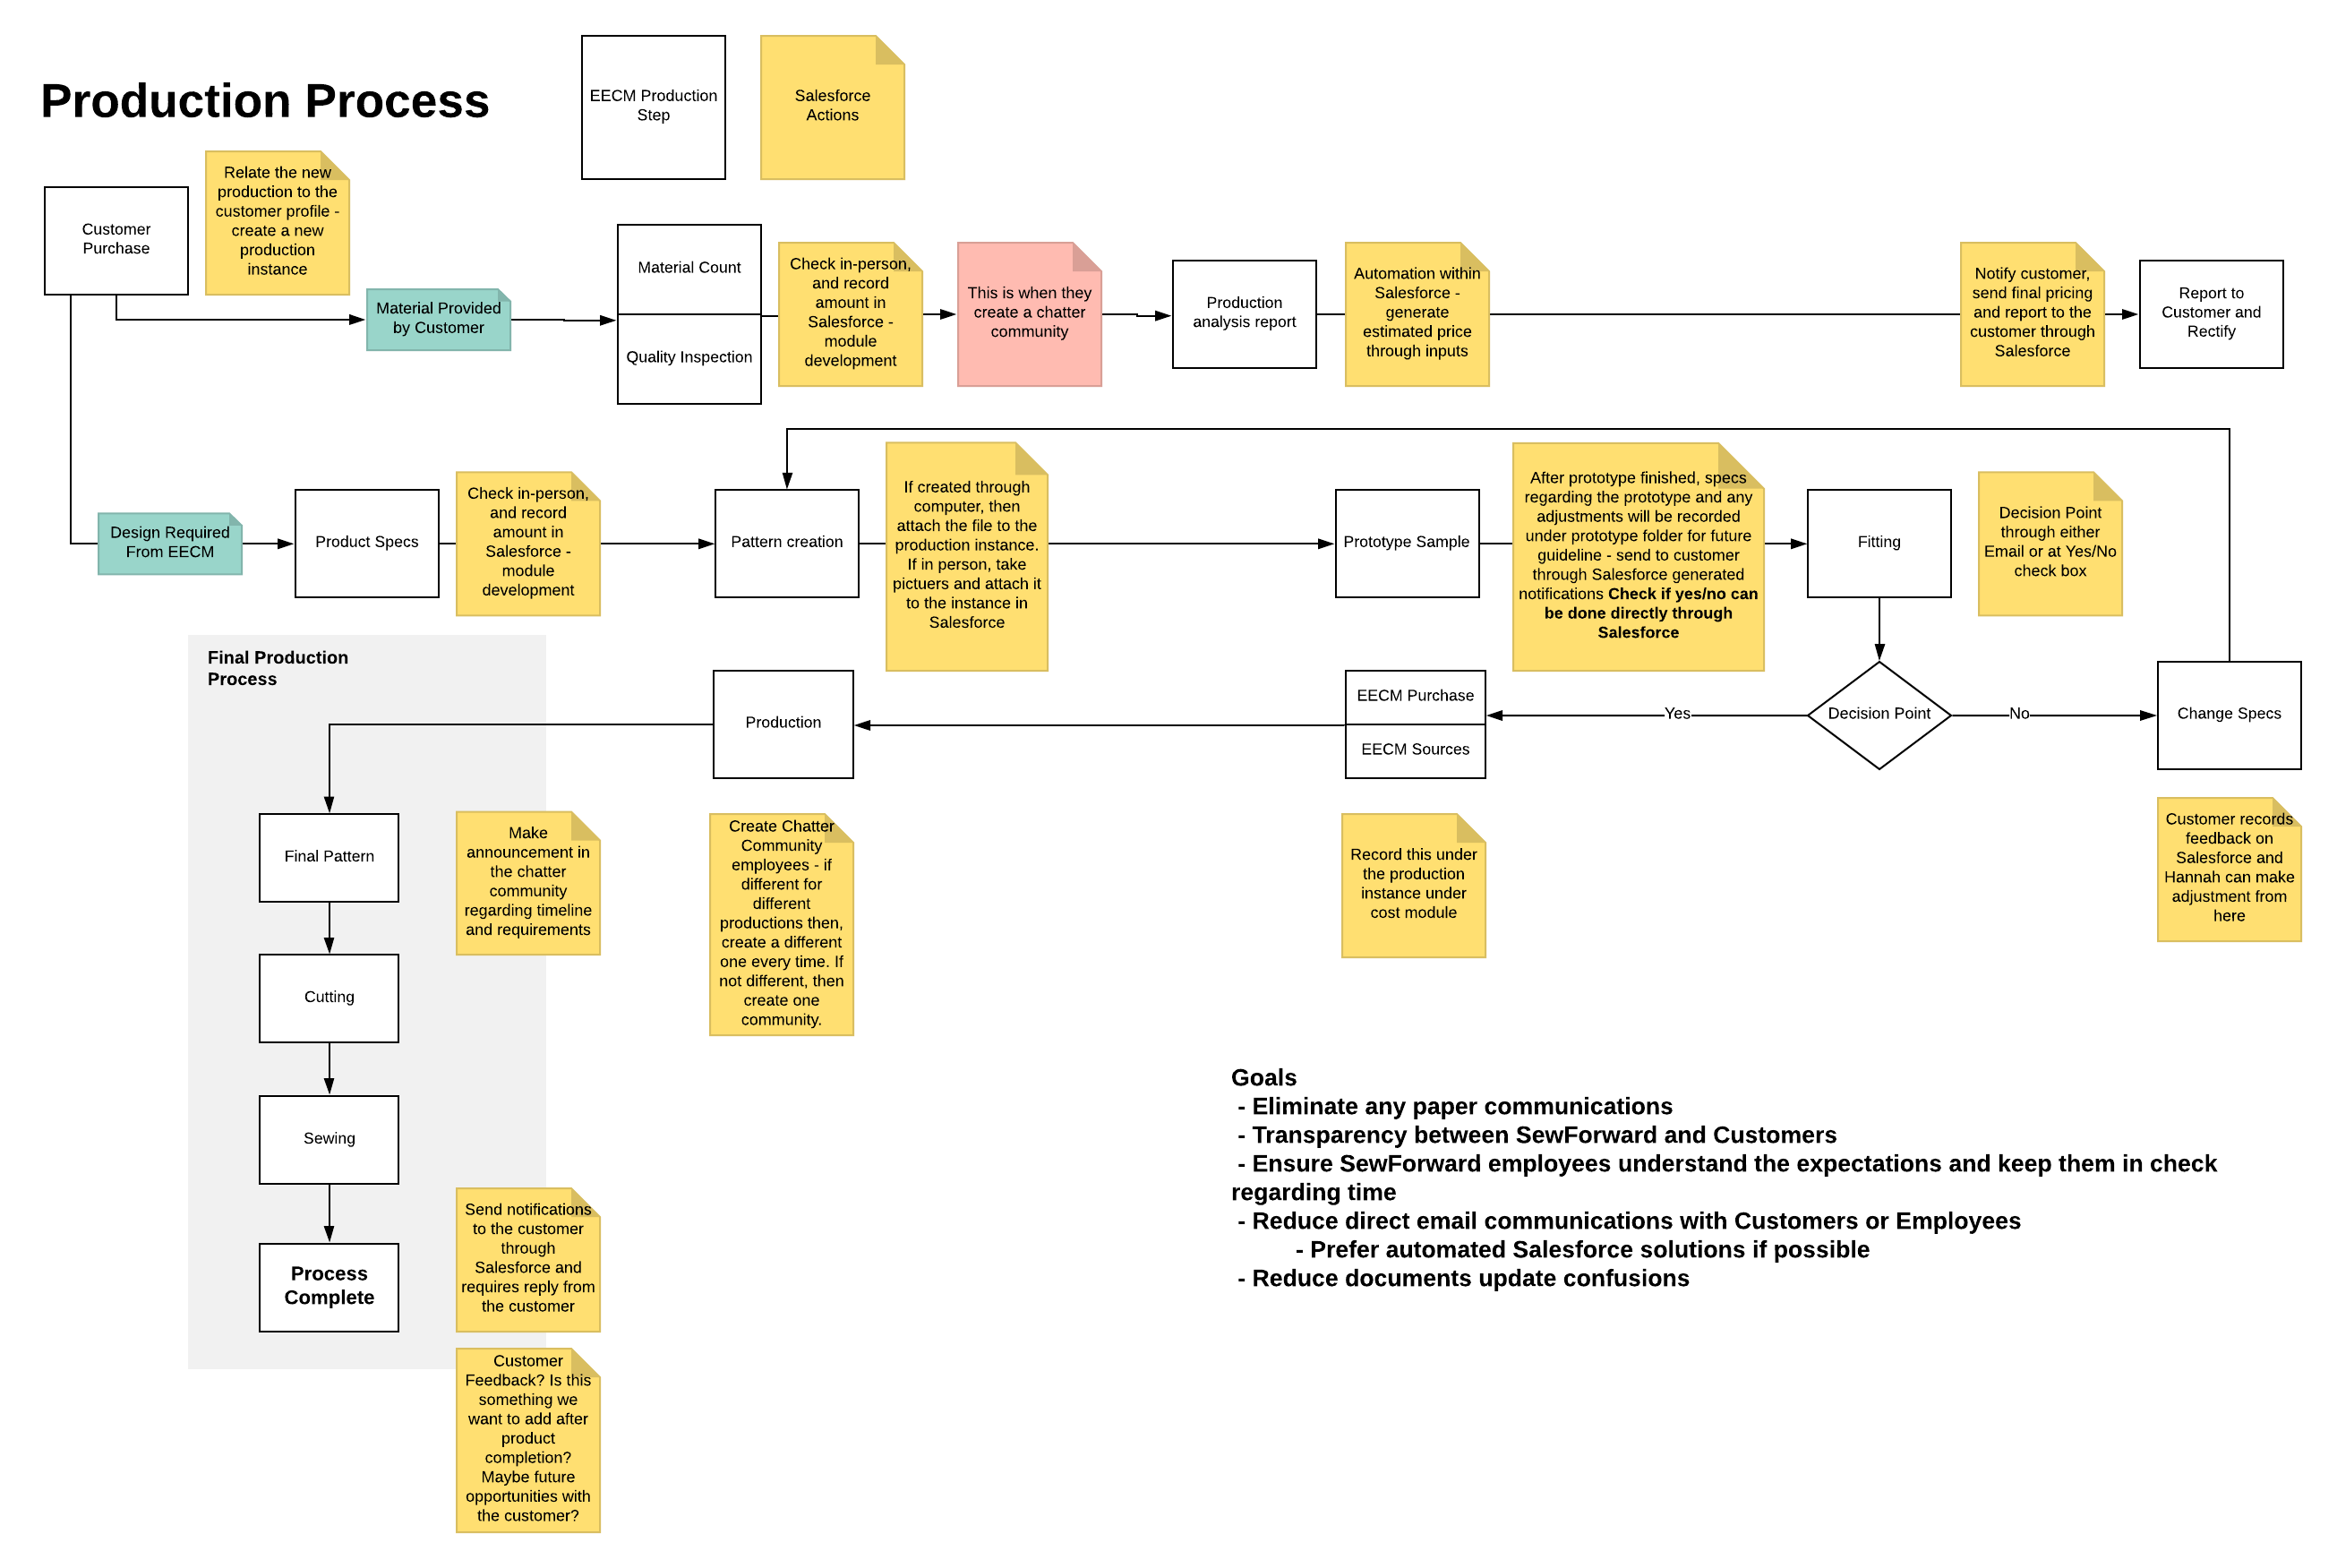 Production Process
EECM Production
Step
Salesforce
Actions
Customer
Purchase
Relate the new
production to the
customer profile -
create a new
production
instance
Material Provided
by Customer
Material Count
Quality Inspection
Check in-person,
and record
amount in
Salesforce -
module
development
This is when they
create a chatter
community
Production
analysis report
Automation within
Salesforce -
generate
estimated price
through inputs
Notify customer,
send final pricing
and report to the
customer through
Salesforce
Report to
Customer and
Rectify
Design Required
From EECM
Product Specs
Check in-person,
and record
amount in
Salesforce -
module
development
Pattern creation
If created through
computer, then
attach the file to the
production instance.
If in person, take
pictuers and attach it
to the instance in
Salesforce
Prototype Sample
After prototype finished, specs
regarding the prototype and any
adjustments will be recorded
under prototype folder for future
guideline - send to customer
through Salesforce generated
notifications Check if yes/no can
be done directly through
Salesforce
Fitting
Decision Point
through either
Email or at Yes/No
check box
Final Production
Process
Production
EECM Purchase
EECM Sources
Yes
Decision Point
No
Change Specs
Final Pattern
Make
announcement in
the chatter
community
regarding timeline
and requirements
Create Chatter
Community
employees - if
different for
different
productions then,
create a different
one every time. If
not different, then
create one
community.
Record this under
the production
instance under
cost module
Customer records
feedback on
Salesforce and
Hannah can make
adjustment from
here
Cutting
Sewing
Process
Complete
Send notifications
to the customer
through
Salesforce and
requires reply from
the customer
Customer
Feedback? Is this
something we
want to add after
product
completion?
Maybe future
opportunities with
the customer?
Goals
- Eliminate any paper communications
- Transparency between SewForward and Customers
- Ensure SewForward employees understand the expectations and keep them in check
regarding time
- Reduce direct email communications with Customers or Employees
- Prefer automated Salesforce solutions if possible
- Reduce documents update confusions